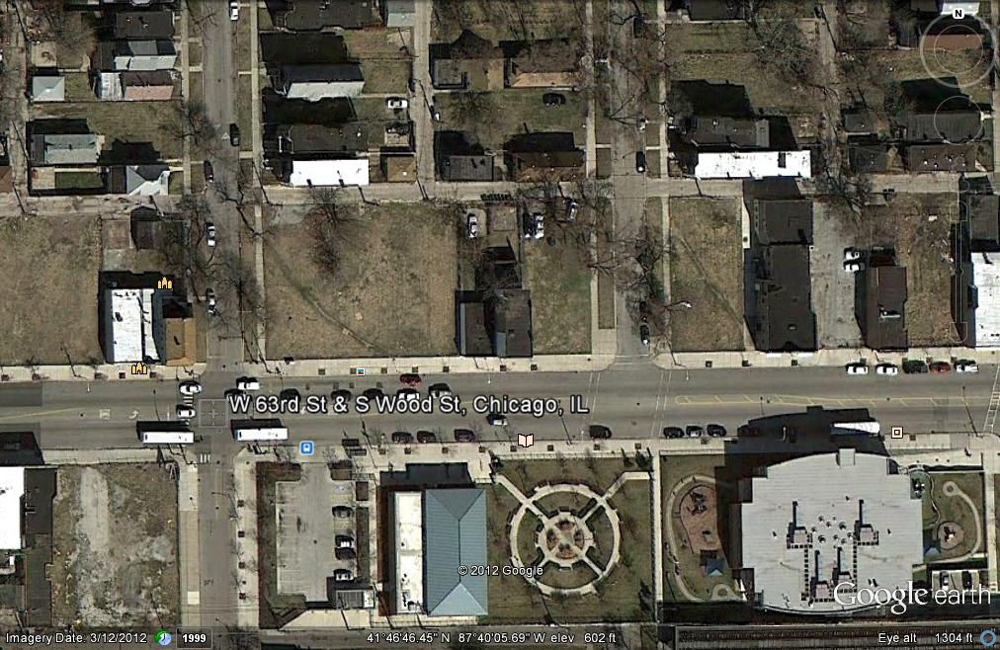 N
W 63rd St & S Wood St, Chicago, IL
© 2012 Google
Google earth
Imagery Date: 3/12/2012 1999 41°46'46.45" N 87°40'05.69" W elev 602 ft Eye alt 1304 ft